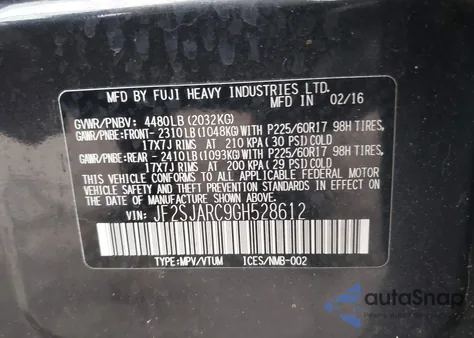 MFD BY FUJI HEAVY INDUSTRIES LTD.
MFD IN 02/16
GVWR/PNBV: 4480LB(2032KG)
GAWR/PNBE:FRONT-2310LB(1048KG)WITH P225/60R17 98H TIRES,
17X7J RIMS AT 210 KPA(30 PSI)COLD
GAWR/PNBE:REAR -2410LB(1093KG)WITH P225/60R17 98H TIRES,
17X7J RIMS AT 200 KPA(29 PSI)COLD
THIS VEHICLE CONFORMS TO ALL APPLICABLE FEDERAL MOTOR
VEHICLE SAFETY STANDARDS IN EFFECT ON
THE DATE OF MANUFACTURE SHOWN ABOVE.
VIN: JF2SJARC9GH528612
TYPE:MPV/VTUM ICES/NMB-002
autoSnap